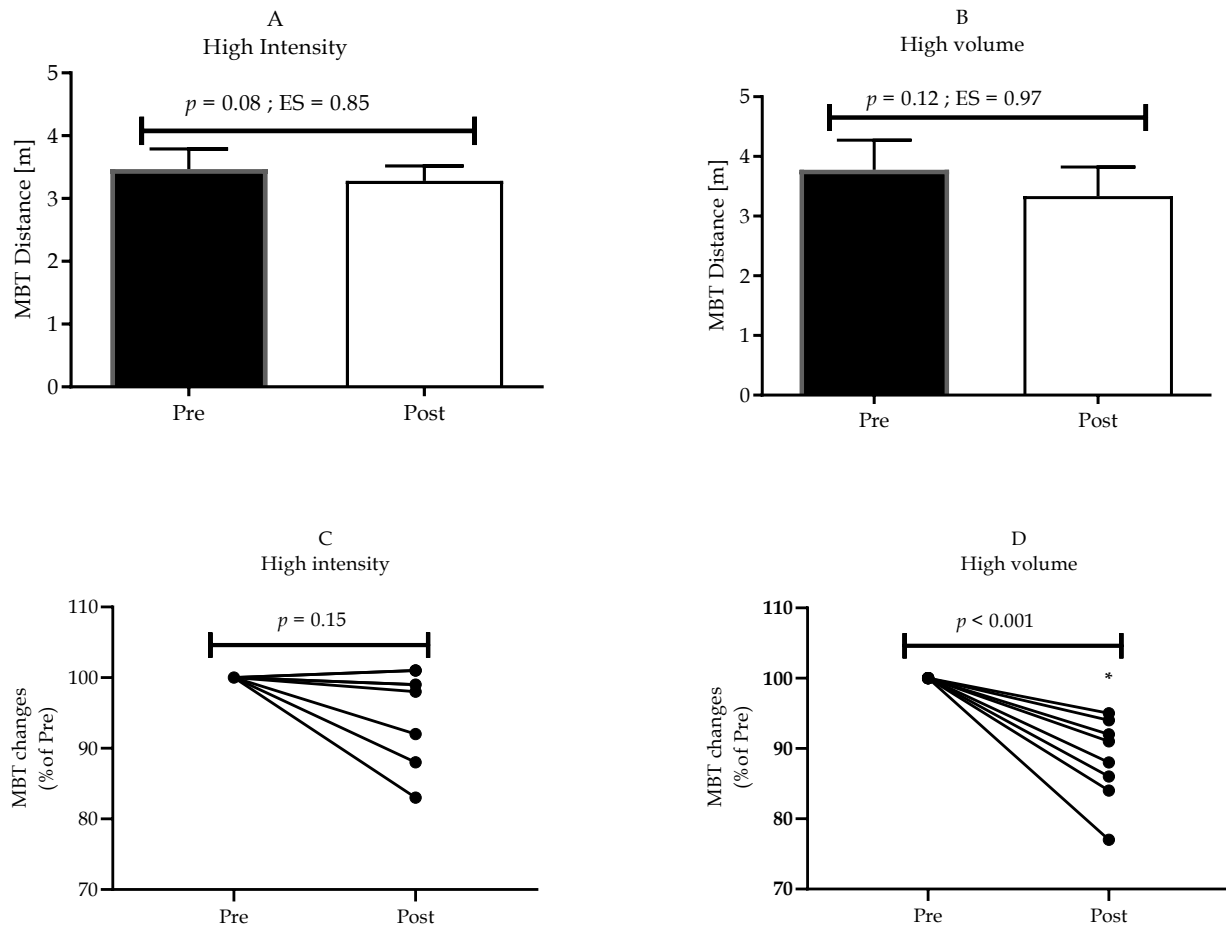 A
High Intensity
5
4
3
2
1
0
MBT Distance [m]
p = 0.08 ; ES = 0.85
Pre
Post
B
High volume
5
4
3
2
1
0
MBT Distance [m]
p = 0.12 ; ES = 0.97
Pre
Post
C
High intensity
110
100
90
80
70
MBT changes
(%of Pre)
p = 0.15
Pre
Post
D
High volume
110
100
90
80
70
MBT changes
(%of Pre)
p < 0.001
*
Pre
Post